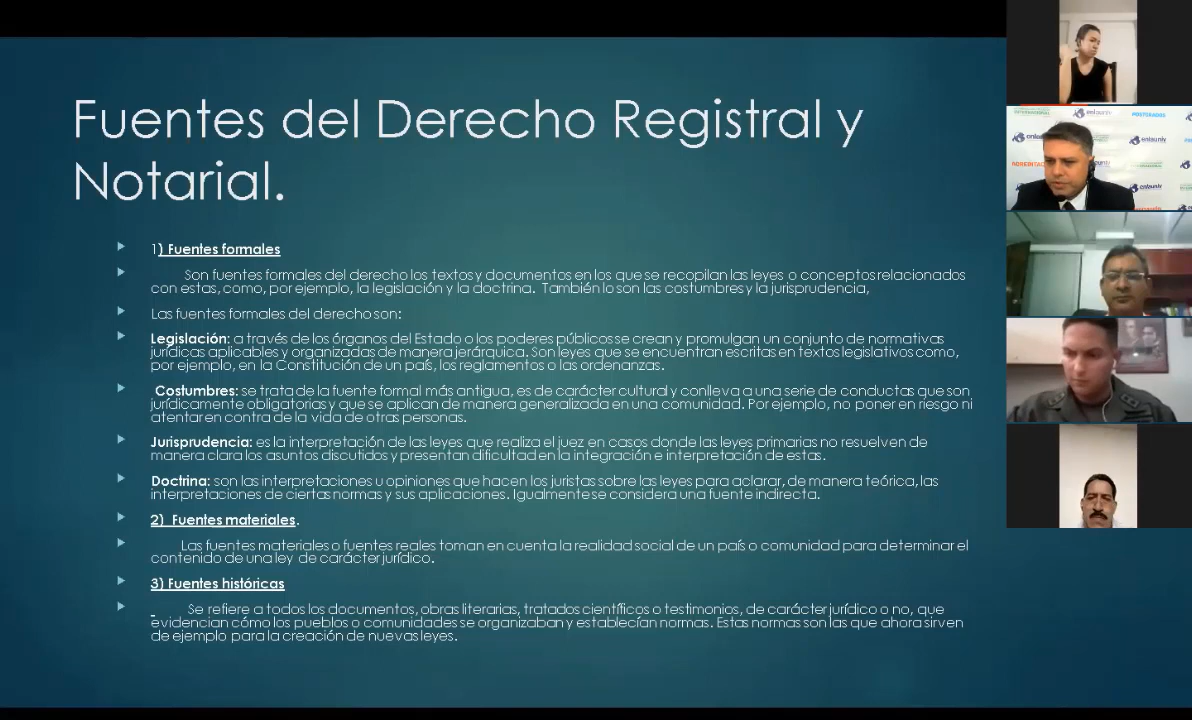 Fuentes del Derecho Registral y
Notarial.
1) Fuentes formales
Son fuentes formales del derecho los textos y documentos en los que se recopilan las leyes o conceptos relacionados
con estas, como, por ejemplo, la legislación y la doctrina. También lo son las costumbres y la jurisprudencia,
Las fuentes formales del derecho son:
Legislación: a través de los órganos del Estado o los poderes públicos se crean y promulgan un conjunto de normativas
jurídicas aplicables y organizadas de manera jerárquica. Son leyes que se encuentran escritas en textos legislativos como,
por ejemplo, en la Constitución de un país, los reglamentos o las ordenanzas.
Costumbres: se trata de la fuente formal más antigua, es de carácter cultural y conlleva a una serie de conductas que son
jurídicamente obligatorias y que se aplican de manera generalizada en una comunidad. Por ejemplo, no poner en riesgo ni
atentar en contra de la vida de otras personas.
Jurisprudencia: es la interpretación de las leyes que realiza el juez en casos donde las leyes primarias no resuelven de
manera clara los asuntos discutidos y presentan dificultad en la integración e interpretación de estas.
Doctrina: son las interpretaciones u opiniones que hacen los juristas sobre las leyes para aclarar, de manera teórica, las
interpretaciones de ciertas normas y sus aplicaciones. Igualmente se considera una fuente indirecta.
2) Fuentes materiales.
Las fuentes materiales o fuentes reales toman en cuenta la realidad social de un país o comunidad para determinar el
contenido de una ley de carácter jurídico.
3) Fuentes históricas
Se refiere a todos los documentos, obras literarias, tratados científicos o testimonios, de carácter jurídico o no, que
evidencian cómo los pueblos o comunidades se organizaban y establecían normas. Estas normas son las que ahora sirven
de ejemplo para la creación de nuevas leyes.
POSTGRADOS